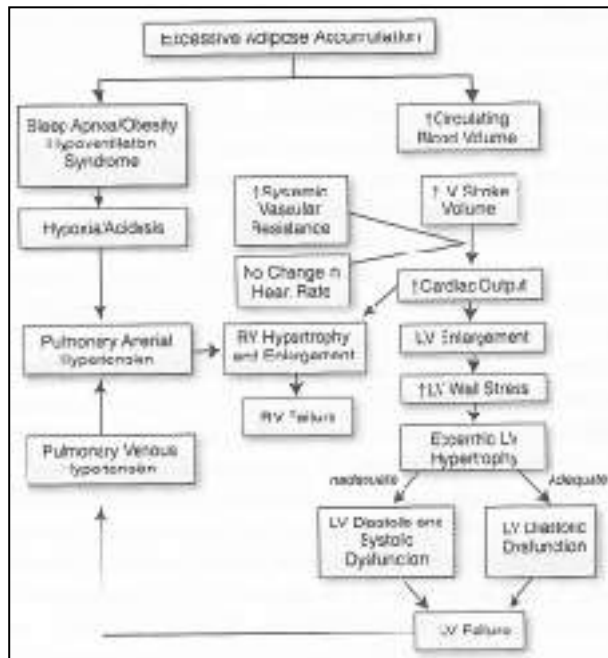 Excessive Adipose Accumulation
Sleep Apnea/Obesity
Hypoventilation
Syndrome
↑Circulating
Blood Volume
Hypoxia/Acidosis
↑Systemic
Vascular
Resistance
↑LV Stroke
Volume
No Change in
Heart Rate
↑Cardiac Output
Pulmonary Arterial
Hypertension
RV Hypertrophy
and Enlargement
LV Enlargement
RV Failure
↑LV Wall Stress
Pulmonary Venous
Hypertension
Eccentric LV
Hypertrophy
Inadequate
Adequate
LV Diastolic and
Systolic
Dysfunction
LV Diastolic
Dysfunction
LV Failure